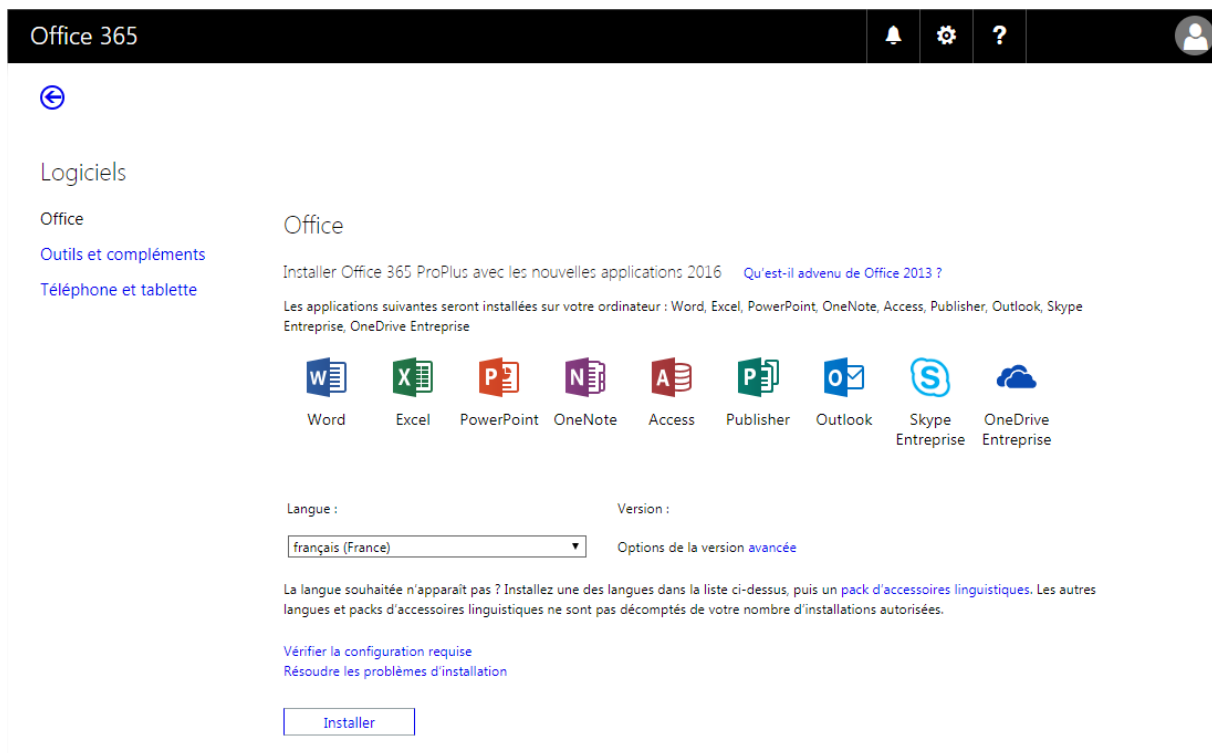 Office 365
?
Logiciels
Office
Outils et compléments
Téléphone et tablette
Office
Installer Office 365 ProPlus avec les nouvelles applications 2016 Qu'est-il advenu de Office 2013 ?
Les applications suivantes seront installées sur votre ordinateur : Word, Excel, PowerPoint, OneNote, Access, Publisher, Outlook, Skype
Entreprise, OneDrive Entreprise
Word Excel PowerPoint OneNote Access Publisher Outlook Skype Entreprise OneDrive Entreprise
Langue :
Version :
français (France)
Options de la version avancée
La langue souhaitée n'apparaît pas ? Installez une des langues dans la liste ci-dessus, puis un pack d'accessoires linguistiques. Les autres
langues et packs d'accessoires linguistiques ne sont pas décomptés de votre nombre d'installations autorisées.
Vérifier la configuration requise
Résoudre les problèmes d'installation
Installer